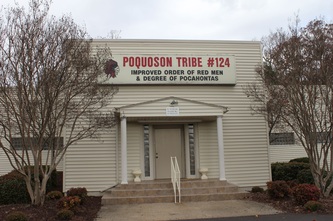 POQUOSON TRIBE #124
IMPROVED ORDER OF RED MEN
& DEGREE OF POCAHONTAS